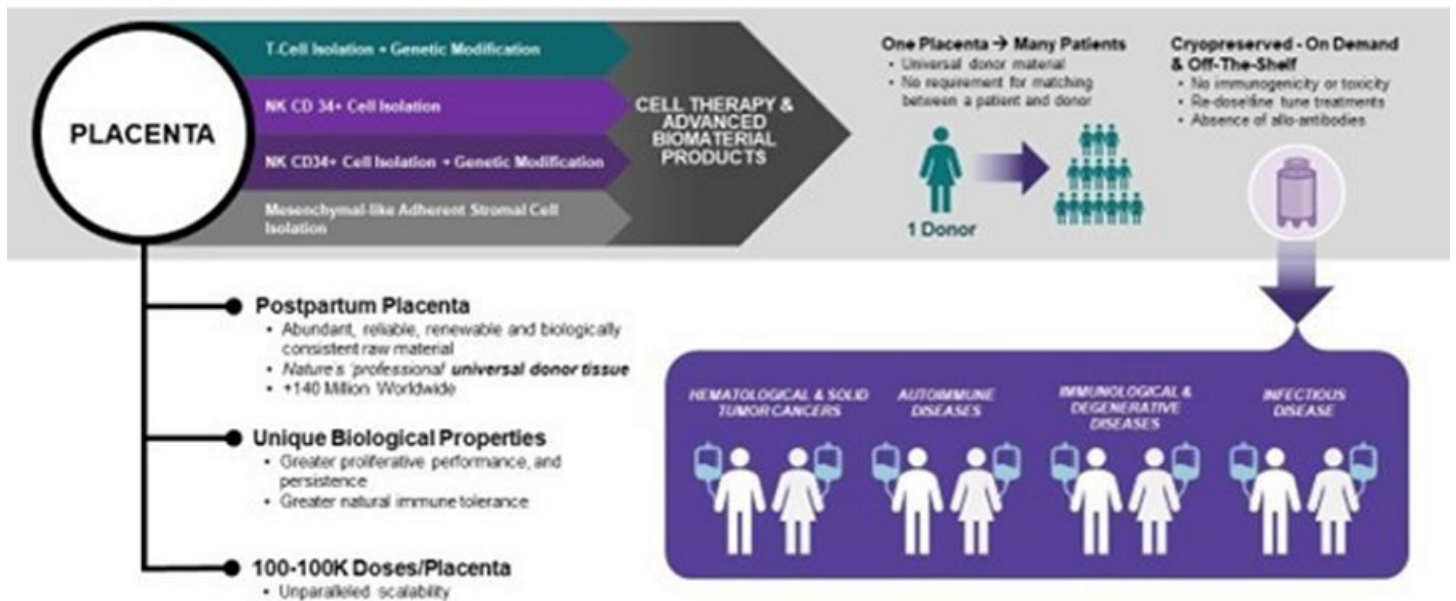 PLACENTA
T-Cell Isolation + Genetic Modification
NK CD 34+ Cell Isolation
NK CD34+ Cell Isolation + Genetic Modification
Mesenchymal-like Adherent Stromal Cell
Isolation
CELL THERAPY &
ADVANCED
BIOMATERIAL
PRODUCTS
One Placenta → Many Patients
• Universal donor material
• No requirement for matching
between a patient and donor
1 Donor
Cryopreserved - On Demand
& Off-The-Shelf
• No immunogenicity or toxicity
• Re-dose/fine tune treatments
• Absence of allo-antibodies
Postpartum Placenta
• Abundant, reliable, renewable and biologically
consistent raw material
• Nature's 'professional' universal donor tissue
• +140 Million Worldwide
Unique Biological Properties
• Greater proliferative performance, and
persistence
• Greater natural immune tolerance
100-100K Doses/Placenta
• Unparalleled scalability
HEMATOLOGICAL & SOLID
TUMOR CANCERS
AUTOIMMUNE
DISEASES
IMMUNOLOGICAL &
DEGENERATIVE
DISEASES
INFECTIOUS
DISEASE